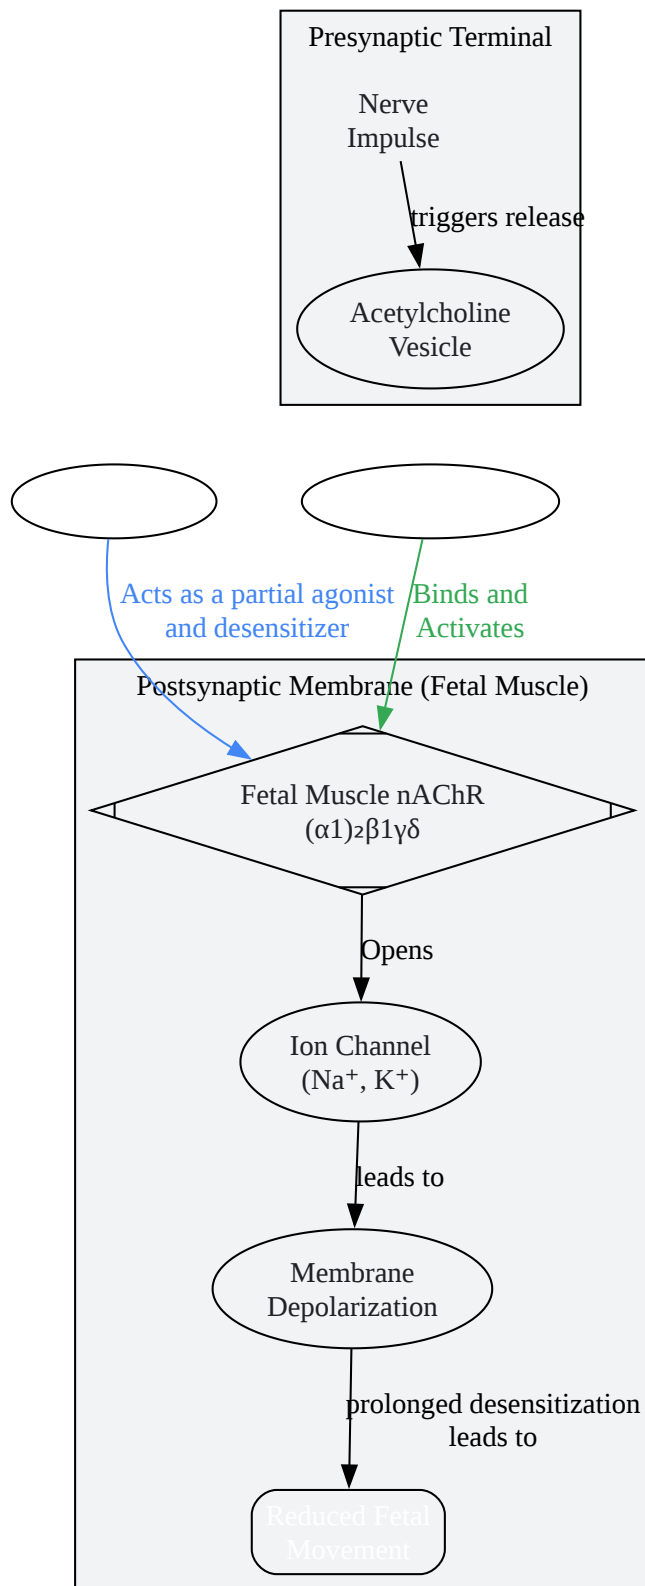 Presynaptic Terminal
Nerve
Impulse
triggers release
Acetylcholine
Vesicle
Acts as a partial agonist
and desensitizer
Binds and
Activates
Postsynaptic Membrane (Fetal Muscle)
Fetal Muscle nAChR
(α1)₂β1γδ
Opens
Ion Channel
(Na⁺, K⁺)
leads to
Membrane
Depolarization
prolonged desensitization
leads to
Reduced Fetal
Movement